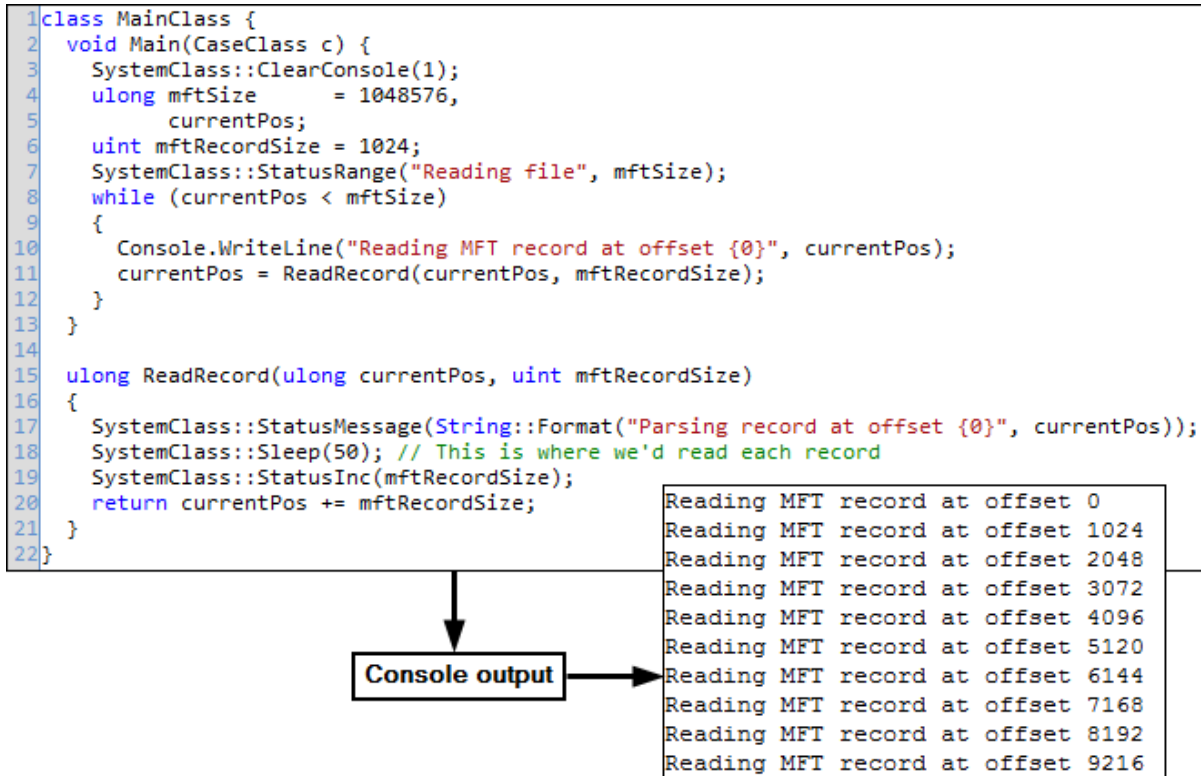 1 class MainClass {
2   void Main(CaseClass c) {
3     SystemClass::ClearConsole(1);
4     ulong mftSize       = 1048576,
5           currentPos;
6     uint mftRecordSize = 1024;
7     SystemClass::StatusRange("Reading file", mftSize);
8     while (currentPos < mftSize)
9     {
10       Console.WriteLine("Reading MFT record at offset {0}", currentPos);
11       currentPos = ReadRecord(currentPos, mftRecordSize);
12     }
13   }
14
15   ulong ReadRecord(ulong currentPos, uint mftRecordSize)
16   {
17     SystemClass::StatusMessage(String::Format("Parsing record at offset {0}", currentPos));
18     SystemClass::Sleep(50); // This is where we'd read each record
19     SystemClass::StatusInc(mftRecordSize);
20     return currentPos += mftRecordSize;
21   }
22 }
Console output
Reading MFT record at offset 0
Reading MFT record at offset 1024
Reading MFT record at offset 2048
Reading MFT record at offset 3072
Reading MFT record at offset 4096
Reading MFT record at offset 5120
Reading MFT record at offset 6144
Reading MFT record at offset 7168
Reading MFT record at offset 8192
Reading MFT record at offset 9216